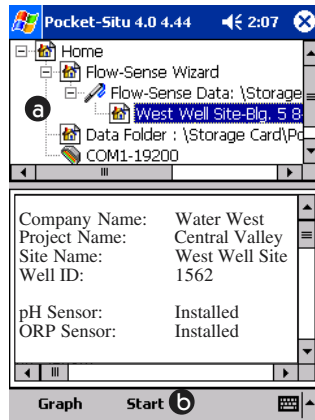 Pocket-Situ 4.0 4.44 2:07
Home
Flow-Sense Wizard
Flow-Sense Data: \Storage
a
West Well Site-Blg. 5 8-
Data Folder : \Storage Card\Po
COM1-19200
Company Name: Water West
Project Name: Central Valley
Site Name: West Well Site
Well ID: 1562
pH Sensor: Installed
ORP Sensor: Installed
Graph Start b